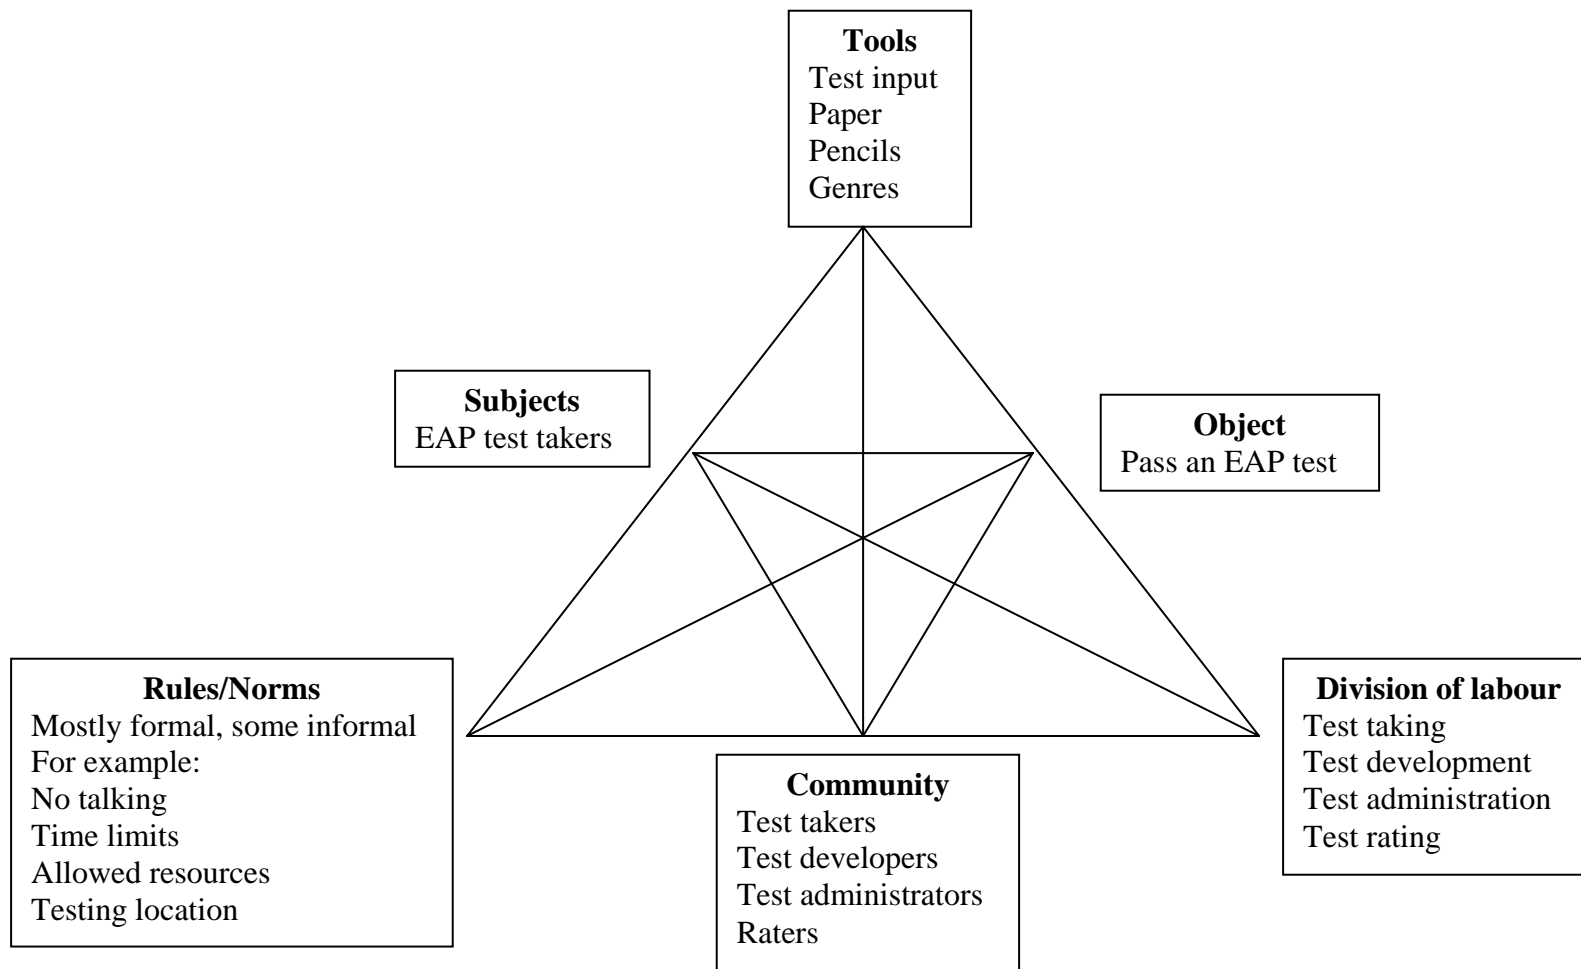 Tools
Test input
Paper
Pencils
Genres
Subjects
EAP test takers
Object
Pass an EAP test
Rules/Norms
Mostly formal, some informal
For example:
No talking
Time limits
Allowed resources
Testing location
Community
Test takers
Test developers
Test administrators
Raters
Division of labour
Test taking
Test development
Test administration
Test rating